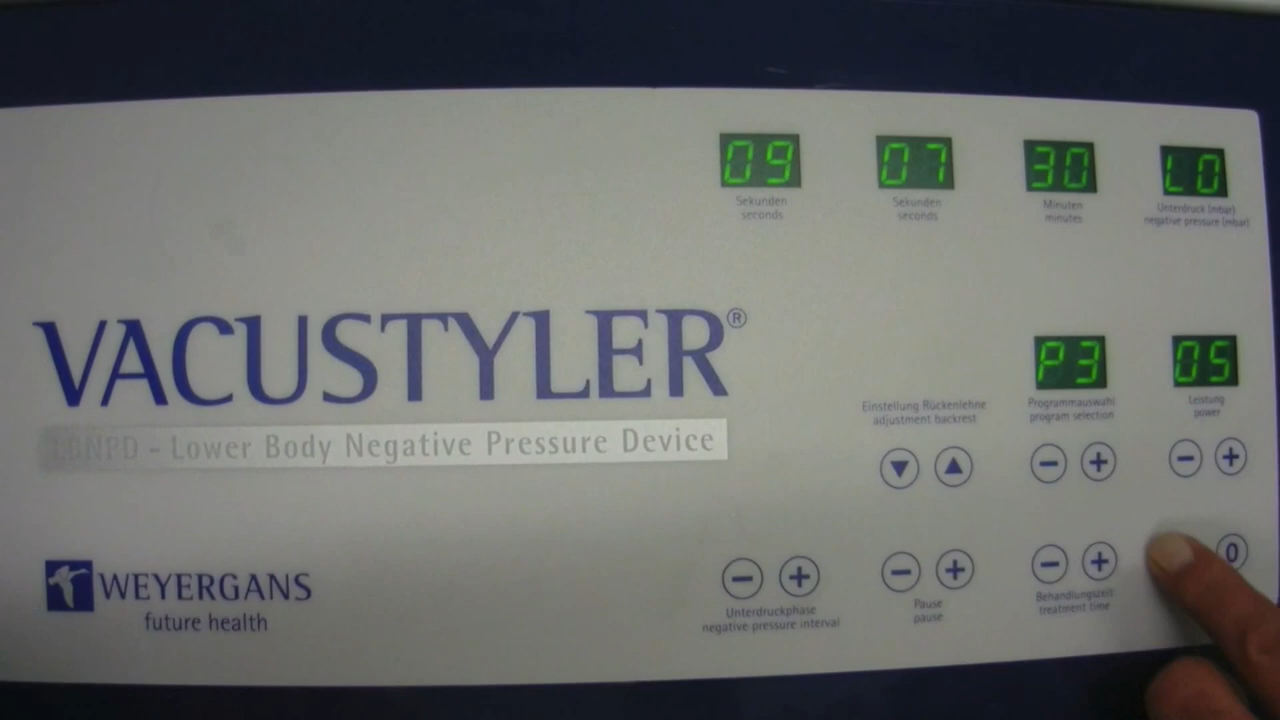 09 07 30 L0
Sekunden Sekunden Minuten Unterdruck (mbar)
seconds seconds minutes negative pressure (mbar)
VACUSTYLER®
LBNPD - Lower Body Negative Pressure Device
P3 05
Einstellung Rückenlehne Programmauswahl Leistung
adjustment backrest program selection power
▼ ▲ − + − +
− + − + − + 0
Unterdruckphase Pause Behandlungszeit
negative pressure interval pause treatment time
WEYERGANS
future health